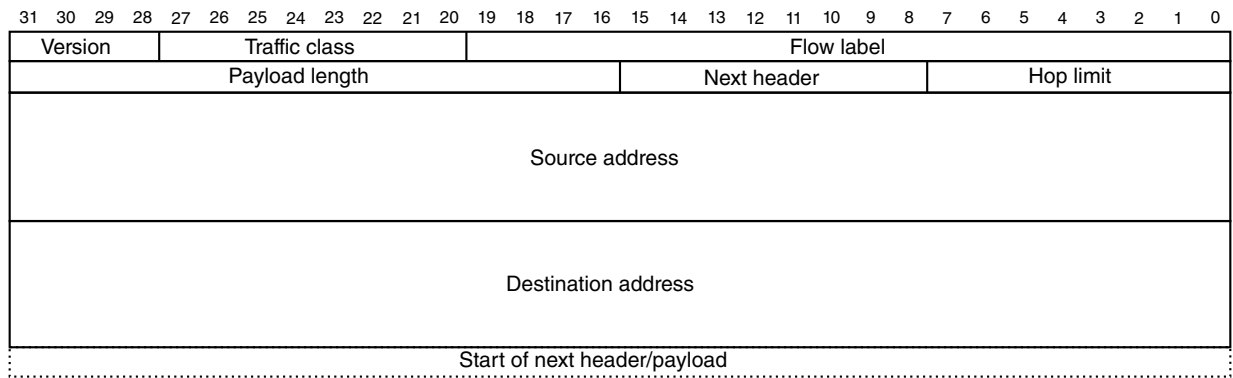 31 30 29 28 27 26 25 24 23 22 21 20 19 18 17 16 15 14 13 12 11 10 9 8 7 6 5 4 3 2 1 0
Version Traffic class Flow label
Payload length Next header Hop limit
Source address
Destination address
Start of next header/payload